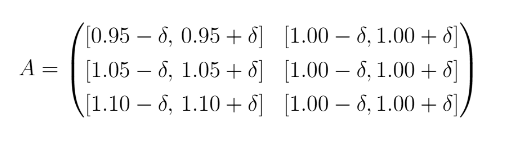 [0.95 − δ, 0.95 + δ] [1.00 − δ, 1.00 + δ]
A = [1.05 − δ, 1.05 + δ] [1.00 − δ, 1.00 + δ]
[1.10 − δ, 1.10 + δ] [1.00 − δ, 1.00 + δ]